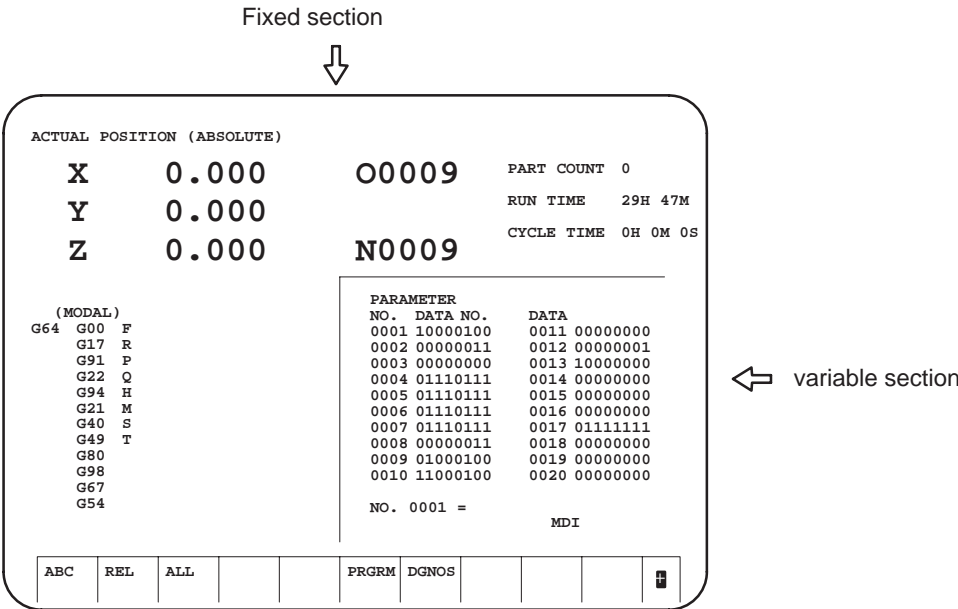 Fixed section
ACTUAL POSITION (ABSOLUTE)
X 0.000 O0009 PART COUNT 0
RUN TIME 29H 47M
Y 0.000
CYCLE TIME 0H 0M 0S
Z 0.000 N0009
(MODAL)
G64 G00 F
G17 R
G91 P
G22 Q
G94 H
G21 M
G40 S
G49 T
G80
G98
G67
G54
PARAMETER
NO. DATA NO. DATA
0001 10000100 0011 00000000
0002 00000011 0012 00000001
0003 00000000 0013 10000000
0004 01110111 0014 00000000
0005 01110111 0015 00000000
0006 01110111 0016 00000000
0007 01110111 0017 01111111
0008 00000011 0018 00000000
0009 01000100 0019 00000000
0010 11000100 0020 00000000
NO. 0001 =
MDI
variable section
ABC REL ALL PRGRM DGNOS +